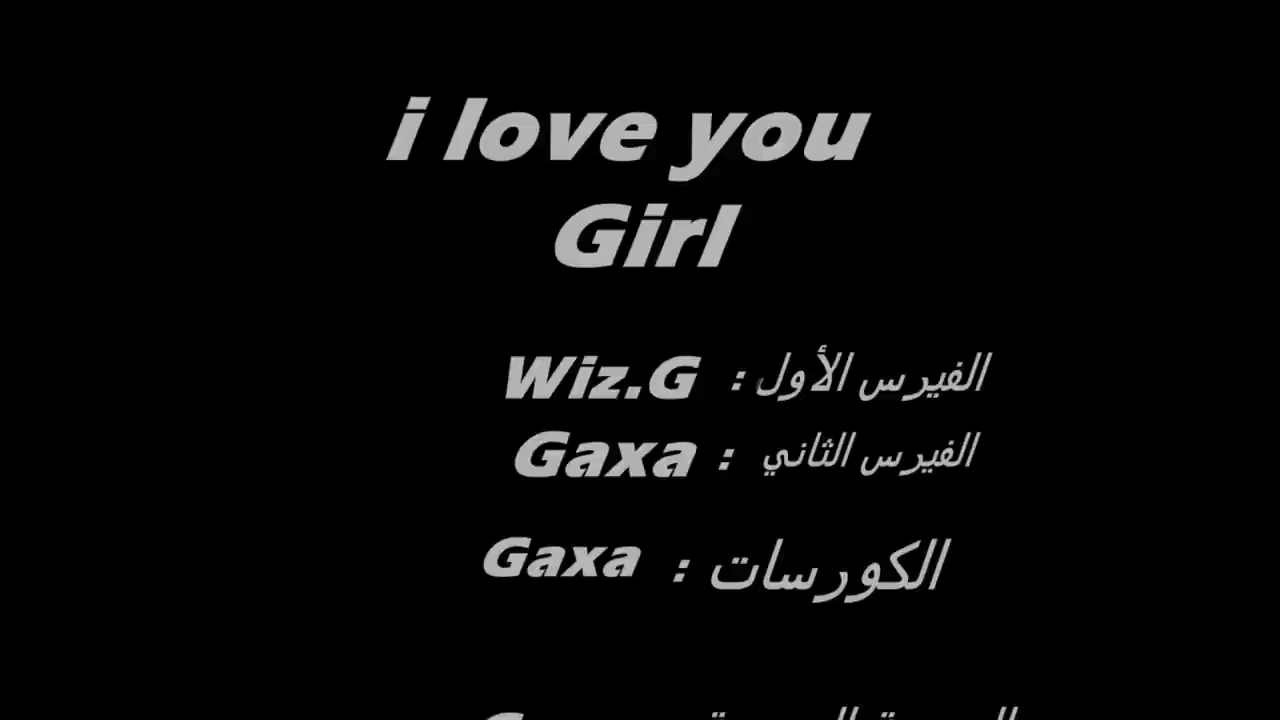 i love you
Girl
الفيرس الأول : Wiz.G
الفيرس الثاني : Gaxa
الكورسات : Gaxa